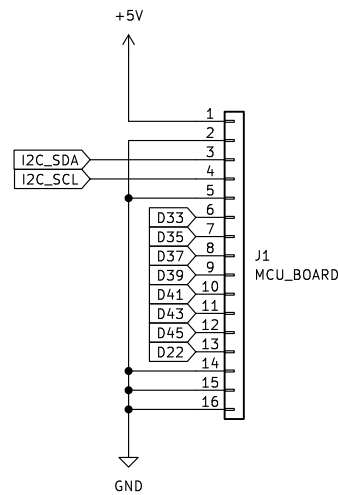 +5V
1
2
I2C_SDA 3
I2C_SCL 4
5
D33 6
D35 7
D37 8
D39 9
D41 10
D43 11
D45 12
D22 13
14
15
16
J1
MCU_BOARD
GND